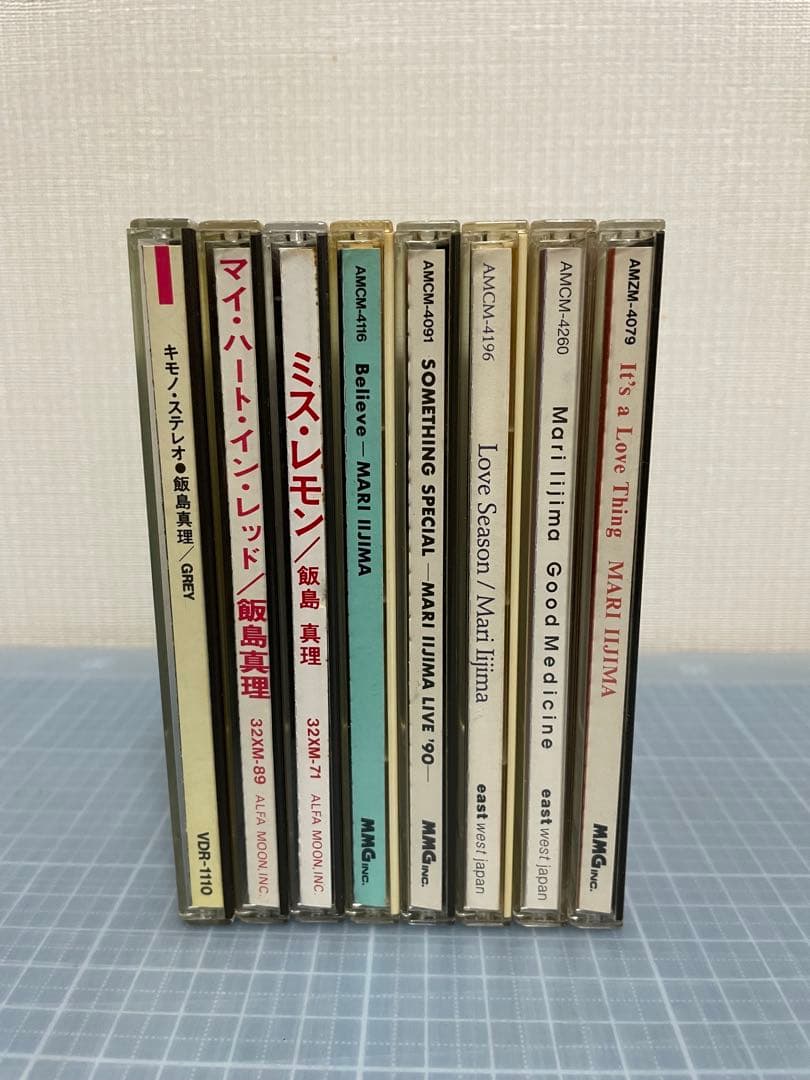 キモノ・ステレオ●飯島真理／GREY VDR-1110
マイ・ハート・イン・レッド／飯島真理 32XM-89 ALFA MOON, INC.
ミス・レモン／飯島 真理 32XM-71 ALFA MOON, INC.
AMCM-4116 Believe — MARI IIJIMA MMG INC.
AMCM-4091 SOMETHING SPECIAL —MARI IIJIMA LIVE '90— MMG INC.
AMCM-4196 Love Season / Mari Iijima east west japan
AMCM-4260 Mari Iijima Good Medicine east west japan
AMZM-4079 It's a Love Thing MARI IIJIMA MMG INC.